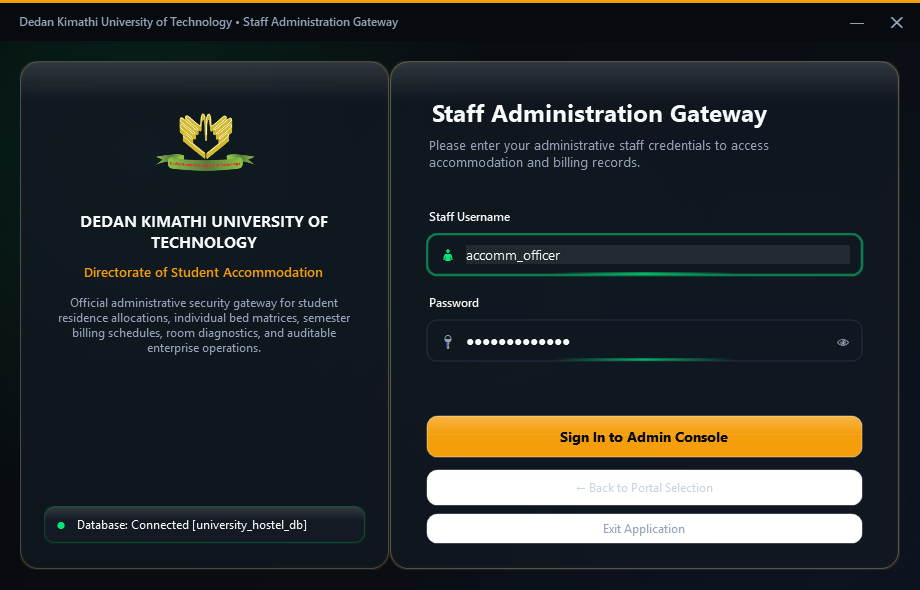 Dedan Kimathi University of Technology • Staff Administration Gateway
DEDAN KIMATHI UNIVERSITY OF
TECHNOLOGY
Directorate of Student Accommodation
Official administrative security gateway for student
residence allocations, individual bed matrices, semester
billing schedules, room diagnostics, and auditable
enterprise operations.
Database: Connected [university_hostel_db]
Staff Administration Gateway
Please enter your administrative staff credentials to access
accommodation and billing records.
Staff Username
accomm_officer
Password
●●●●●●●●●●●●●
Sign In to Admin Console
← Back to Portal Selection
Exit Application